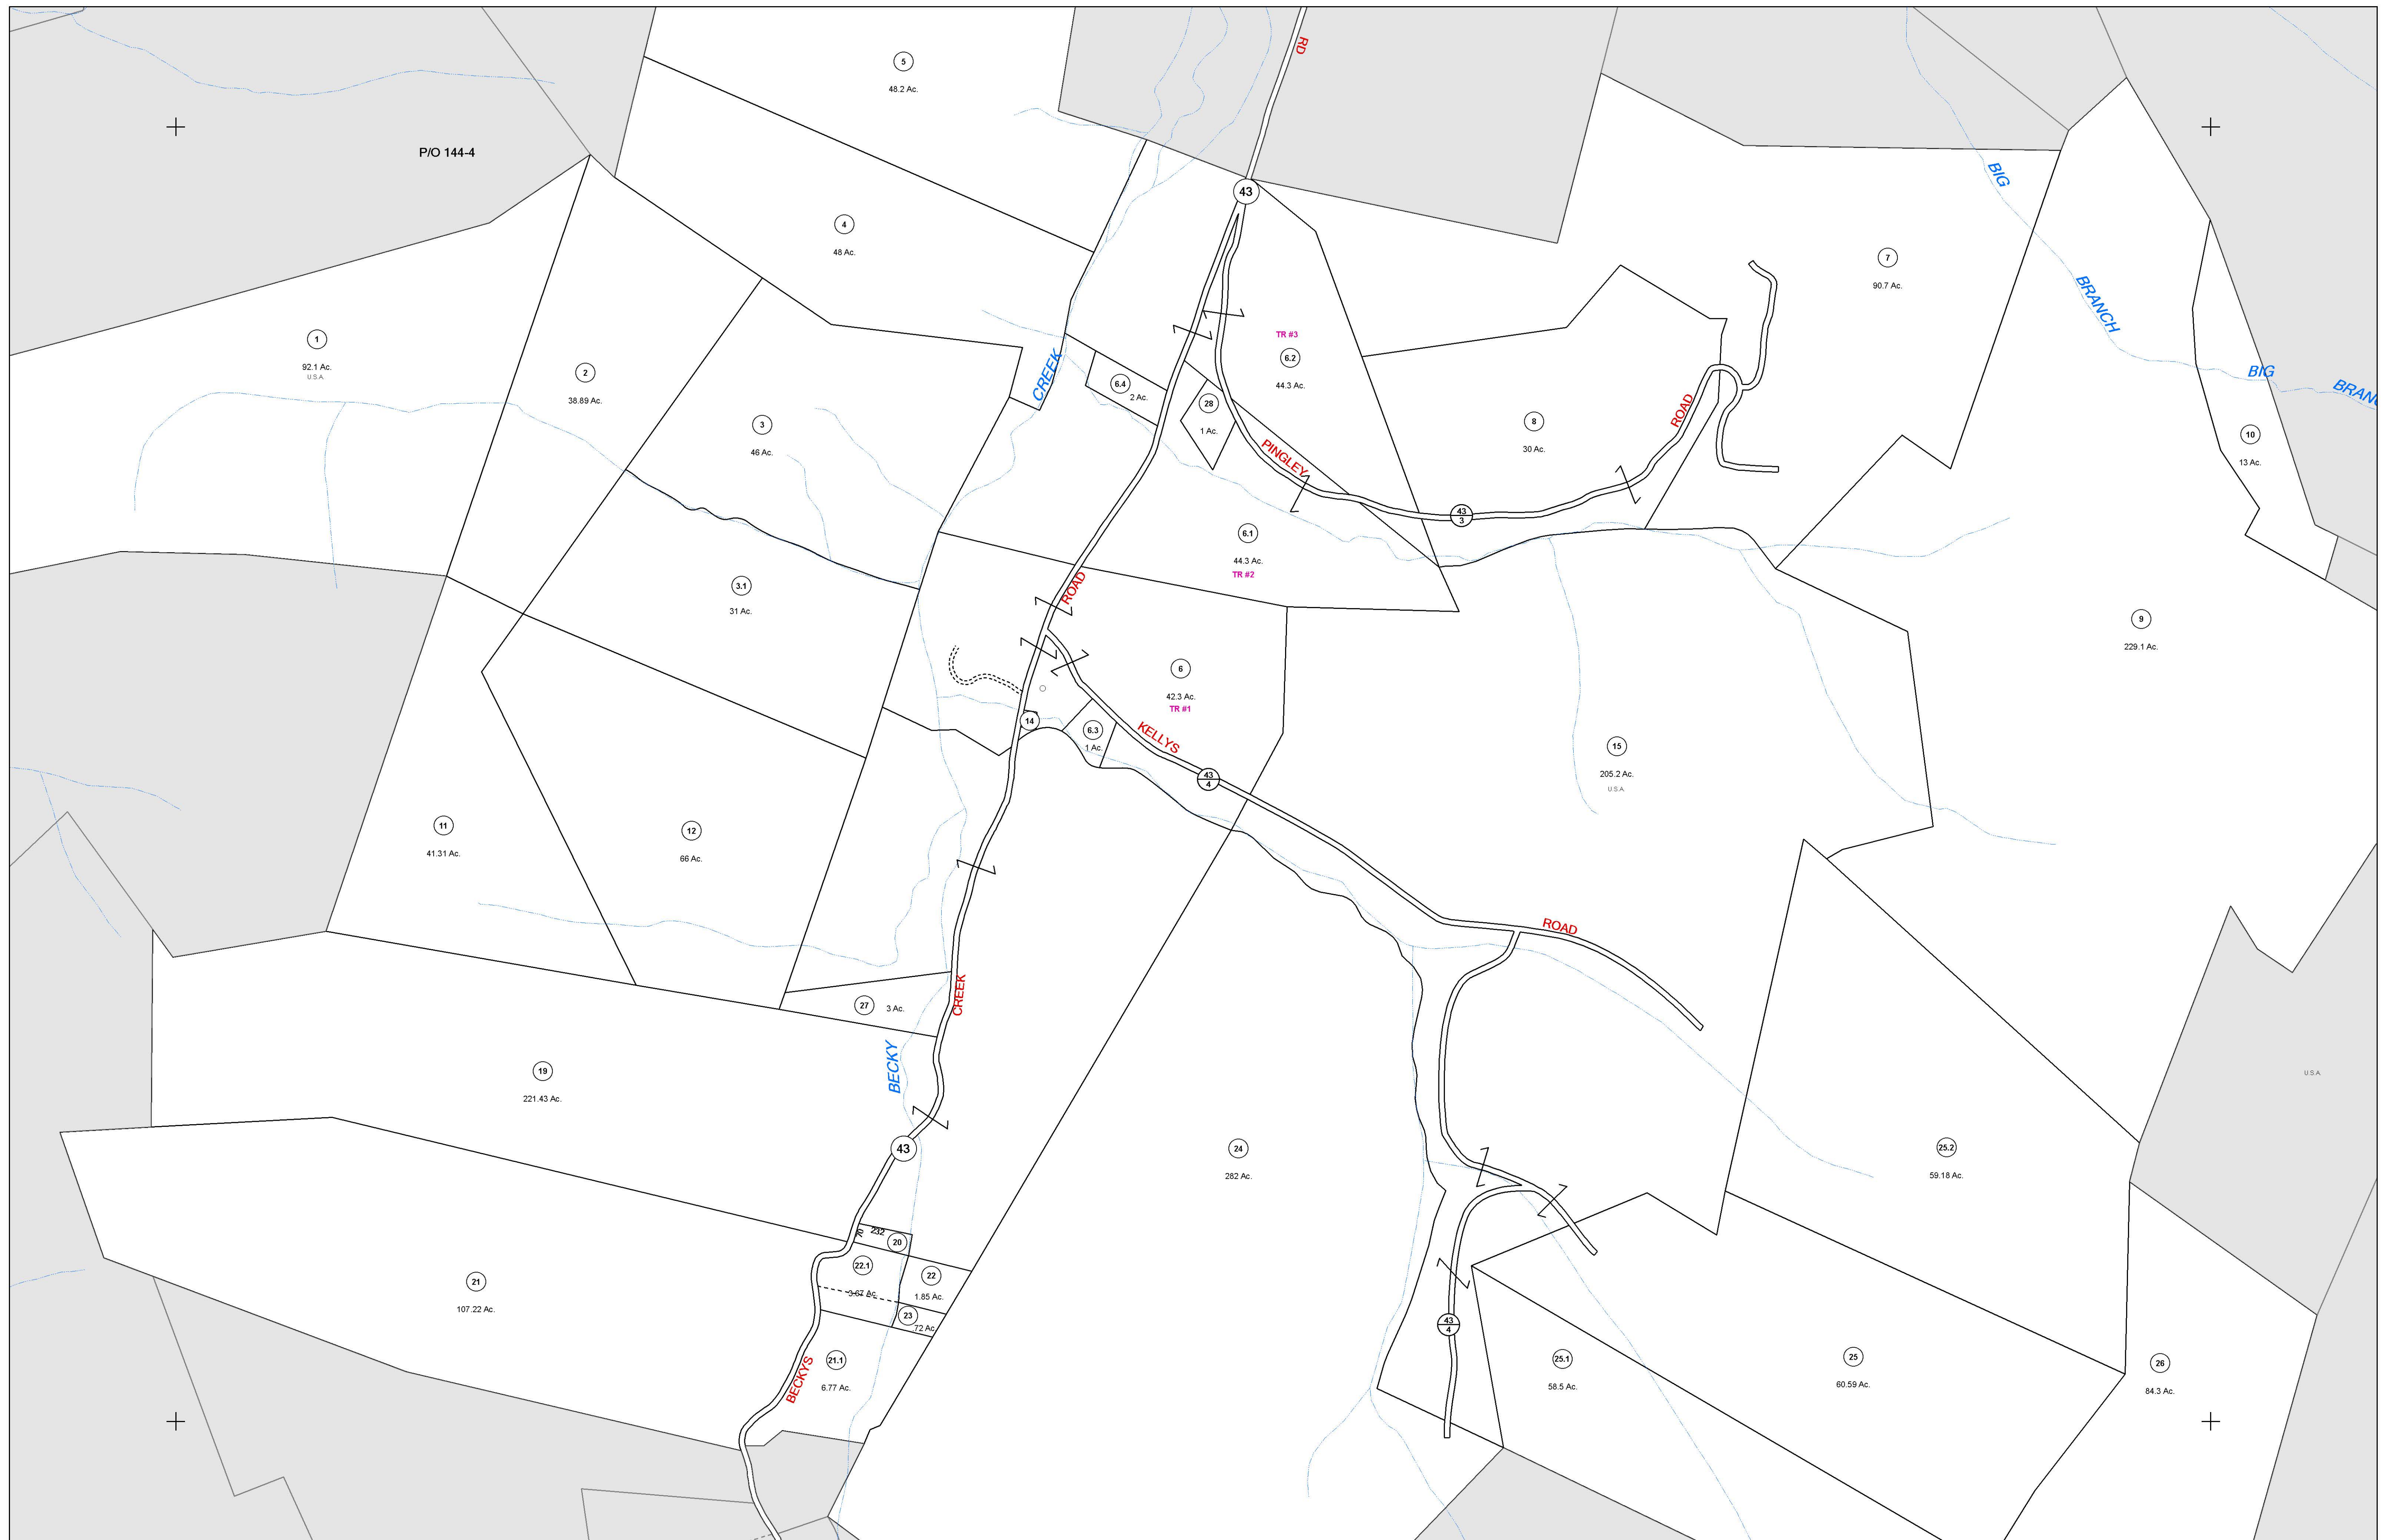 RD
5
48.2 Ac.
P/O 144-4
BIG
43
4
48 Ac.
7
90.7 Ac.
BRANCH
1
92.1 Ac.
U.S.A.
TR #3
6.2
44.3 Ac.
2
38.89 Ac.
CREEK
6.4
2 Ac.
28
1 Ac.
BIG
ROAD
3
46 Ac.
8
30 Ac.
10
13 Ac.
PINGLEY
43
3
6.1
44.3 Ac.
TR #2
3.1
31 Ac.
ROAD
9
229.1 Ac.
6
42.3 Ac.
TR #1
14
6.3
1 Ac.
KELLYS
15
205.2 Ac.
U.S.A.
43
4
11
41.31 Ac.
12
66 Ac.
ROAD
27
3 Ac.
CREEK
19
221.43 Ac.
BECKY
U.S.A.
43
24
282 Ac.
25.2
59.18 Ac.
70
232
20
22.1
3.67 Ac.
22
1.85 Ac.
21
107.22 Ac.
23
72 Ac.
43
4
BECKYS
21.1
6.77 Ac.
25.1
58.5 Ac.
25
60.59 Ac.
26
84.3 Ac.